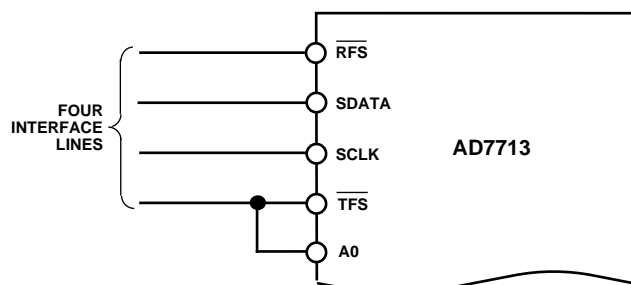 RFS
SDATA
SCLK
TFS
A0
FOUR
INTERFACE
LINES
AD7713